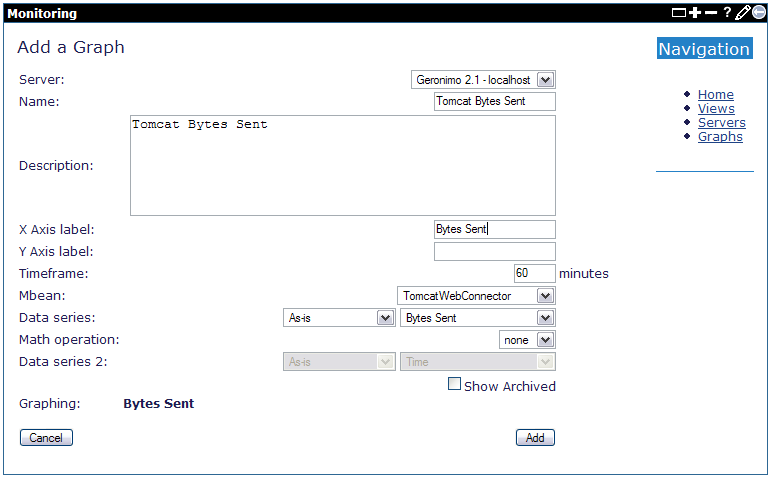 Monitoring
Add a Graph
Server: Geronimo 2.1 - localhost
Name: Tomcat Bytes Sent
Tomcat Bytes Sent
Description:
X Axis label: Bytes Sent
Y Axis label:
Timeframe: 60 minutes
Mbean: TomcatWebConnector
Data series: As-is Bytes Sent
Math operation: none
Data series 2: As-is Time
Show Archived
Graphing: Bytes Sent
Cancel Add
Navigation
Home
Views
Servers
Graphs